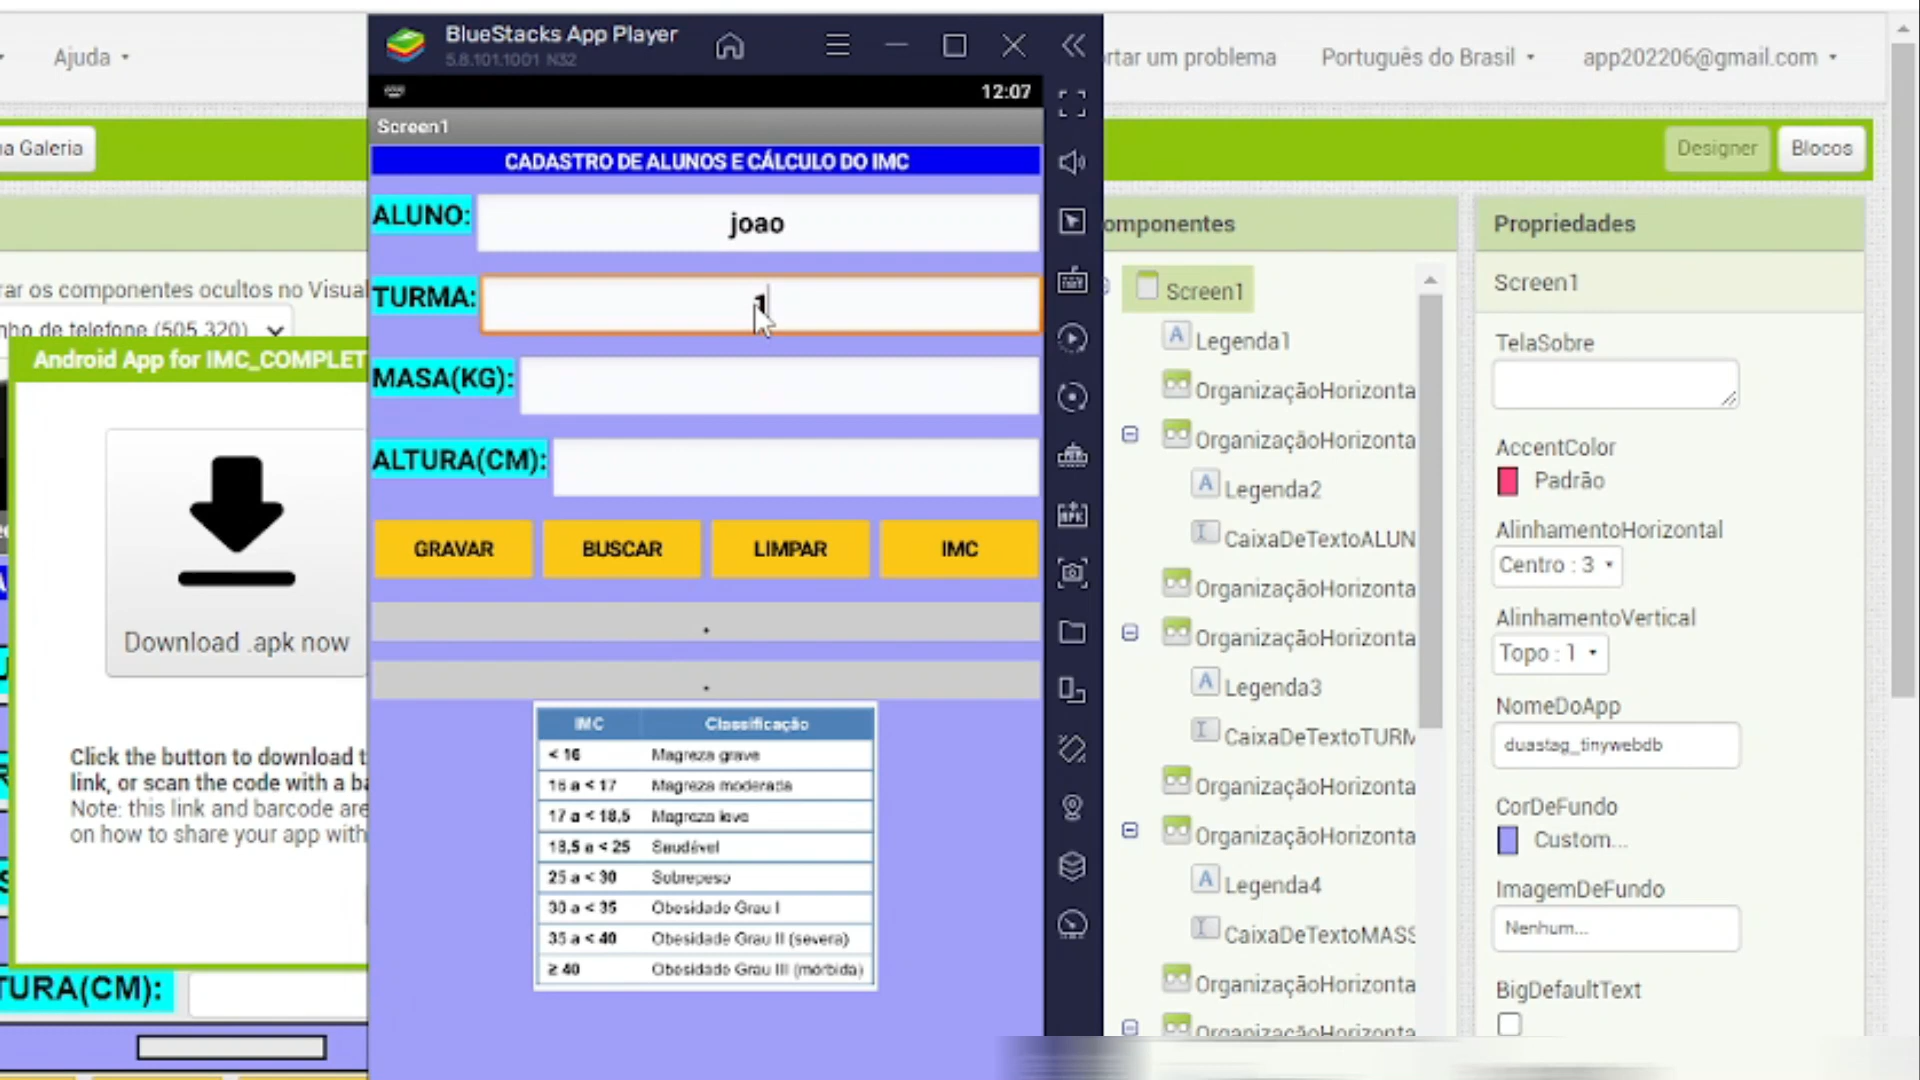 BlueStacks App Player
5.8.101.1001 N32
Ajuda
rtar um problema
Português do Brasil
app202206@gmail.com
12:07
Screen1
a Galeria
Designer
Blocos
CADASTRO DE ALUNOS E CÁLCULO DO IMC
ALUNO:
joao
TURMA:
1
MASA(KG):
ALTURA(CM):
GRAVAR
BUSCAR
LIMPAR
IMC
.
.
IMC
Classificação
< 16
Magreza grave
16 a < 17
Magreza moderada
17 a < 18,5
Magreza leve
18,5 a < 25
Saudável
25 a < 30
Sobrepeso
30 a < 35
Obesidade Grau I
35 a < 40
Obesidade Grau II (severa)
≥ 40
Obesidade Grau III (mórbida)
rar os componentes ocultos no Visual
nho de telefone (505,320)
Android App for IMC_COMPLET
Download .apk now
Click the button to download t
link, or scan the code with a ba
Note: this link and barcode are
on how to share your app with
TURA(CM):
omponentes
Screen1
Legenda1
OrganizaçãoHorizonta
OrganizaçãoHorizonta
Legenda2
CaixaDeTextoALUN
OrganizaçãoHorizonta
OrganizaçãoHorizonta
Legenda3
CaixaDeTextoTURM
OrganizaçãoHorizonta
OrganizaçãoHorizonta
Legenda4
CaixaDeTextoMASS
OrganizaçãoHorizonta
OrganizaçãoHorizonta
Propriedades
Screen1
TelaSobre
AccentColor
Padrão
AlinhamentoHorizontal
Centro : 3
AlinhamentoVertical
Topo : 1
NomeDoApp
duastag_tinywebdb
CorDeFundo
Custom...
ImagemDeFundo
Nenhum...
BigDefaultText